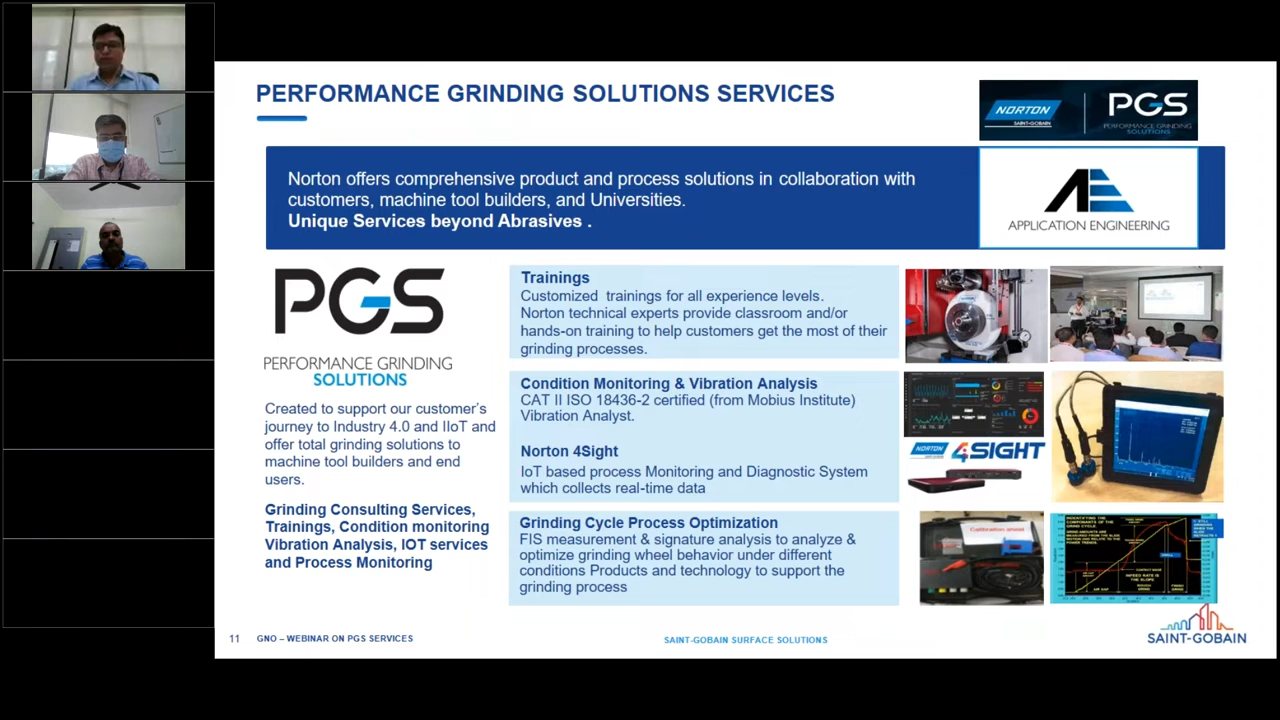 PERFORMANCE GRINDING SOLUTIONS SERVICES
NORTON
SAINT-GOBAIN
PGS
PERFORMANCE GRINDING
SOLUTIONS
Norton offers comprehensive product and process solutions in collaboration with
customers, machine tool builders, and Universities.
Unique Services beyond Abrasives .
APPLICATION ENGINEERING
PGS
PERFORMANCE GRINDING
SOLUTIONS
Created to support our customer's
journey to Industry 4.0 and IIoT and
offer total grinding solutions to
machine tool builders and end
users.
Grinding Consulting Services,
Trainings, Condition monitoring
Vibration Analysis, IOT services
and Process Monitoring
Trainings
Customized trainings for all experience levels.
Norton technical experts provide classroom and/or
hands-on training to help customers get the most of their
grinding processes.
Condition Monitoring & Vibration Analysis
CAT II ISO 18436-2 certified (from Mobius Institute)
Vibration Analyst.
Norton 4Sight
IoT based process Monitoring and Diagnostic System
which collects real-time data
NORTON
4SIGHT
Grinding Cycle Process Optimization
FIS measurement & signature analysis to analyze &
optimize grinding wheel behavior under different
conditions Products and technology to support the
grinding process
11
GNO – WEBINAR ON PGS SERVICES
SAINT-GOBAIN SURFACE SOLUTIONS
SAINT-GOBAIN